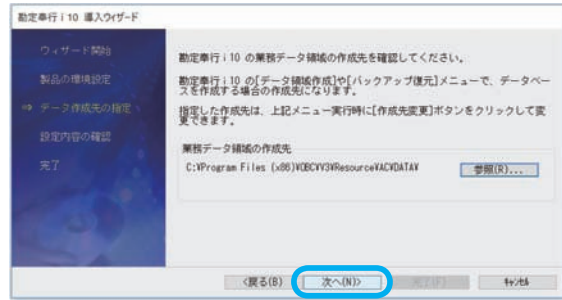 勘定奉行 i 10 導入ウィザード
ウィザード開始
製品の環境設定
⇒ データ作成先の指定
設定内容の確認
完了
勘定奉行 i 10 の業務データ領域の作成先を確認してください。
勘定奉行 i 10 の[データ領域作成]や[バックアップ復元]メニューで、データベー
スを作成する場合の作成先になります。
指定した作成先は、上記メニュー実行時に[作成先変更]ボタンをクリックして変
更できます。
業務データ領域の作成先
C:¥Program Files (x86)¥OBC¥V3¥Resource¥AC¥DATA¥ 参照(R)...
<戻る(B) 次へ(N)> 完了(F) キャンセル